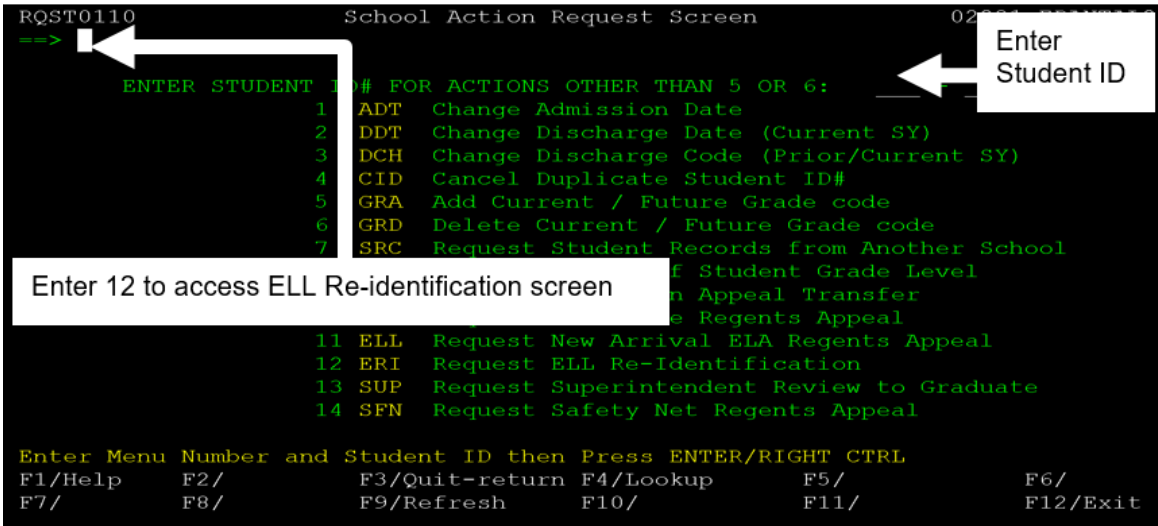 RQST0110 School Action Request Screen
==>
Enter
Student ID
ENTER STUDENT ID# FOR ACTIONS OTHER THAN 5 OR 6:
1 ADT Change Admission Date
2 DDT Change Discharge Date (Current SY)
3 DCH Change Discharge Code (Prior/Current SY)
4 CID Cancel Duplicate Student ID#
5 GRA Add Current / Future Grade code
6 GRD Delete Current / Future Grade code
7 SRC Request Student Records from Another School
Enter 12 to access ELL Re-identification screen
Student Grade Level
Appeal Transfer
Regents Appeal
11 ELL Request New Arrival ELA Regents Appeal
12 ERI Request ELL Re-Identification
13 SUP Request Superintendent Review to Graduate
14 SFN Request Safety Net Regents Appeal
Enter Menu Number and Student ID then Press ENTER/RIGHT CTRL
F1/Help F2/ F3/Quit-return F4/Lookup F5/ F6/
F7/ F8/ F9/Refresh F10/ F11/ F12/Exit